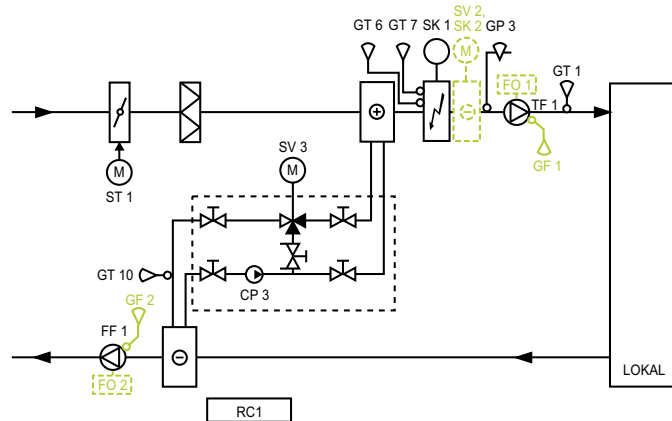 GT 6
GT 7
SK 1
SV 2,
SK 2
M
GP 3
GT 1
FO 1
TF 1
GF 1
M
ST 1
SV 3
M
GT 10
CP 3
GF 2
FF 1
FO 2
RC1
LOKAL